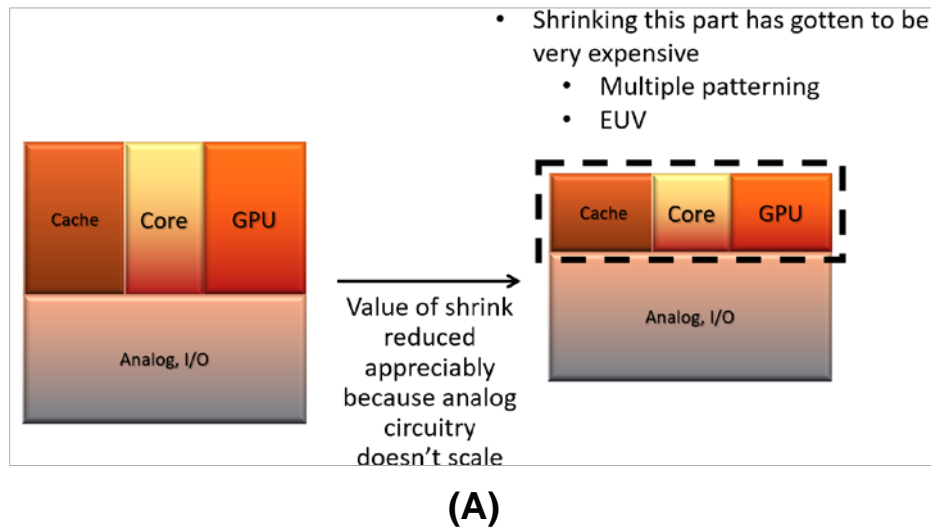 • Shrinking this part has gotten to be
very expensive
• Multiple patterning
• EUV
Cache
Core
GPU
Analog, I/O
Value of shrink
reduced
appreciably
because analog
circuitry
doesn't scale
Cache
Core
GPU
Analog, I/O
(A)